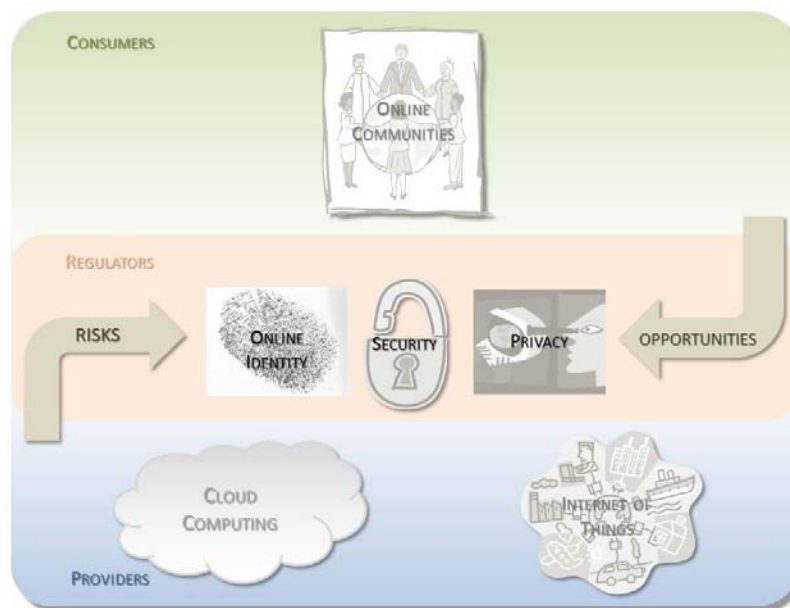 CONSUMERS
ONLINE
COMMUNITIES
REGULATORS
RISKS
ONLINE
IDENTITY
SECURITY
PRIVACY
OPPORTUNITIES
CLOUD
COMPUTING
INTERNET OF
THINGS
PROVIDERS